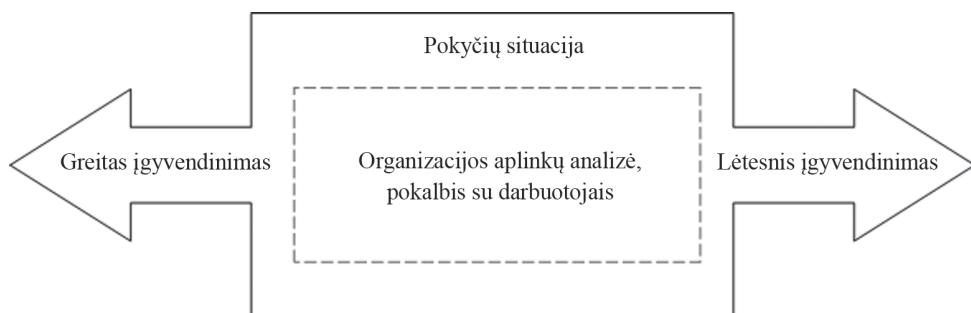 Pokyčių situacija
Greitas įgyvendinimas
Organizacijos aplinkų analizė,
pokalbis su darbuotojais
Lėtesnis įgyvendinimas